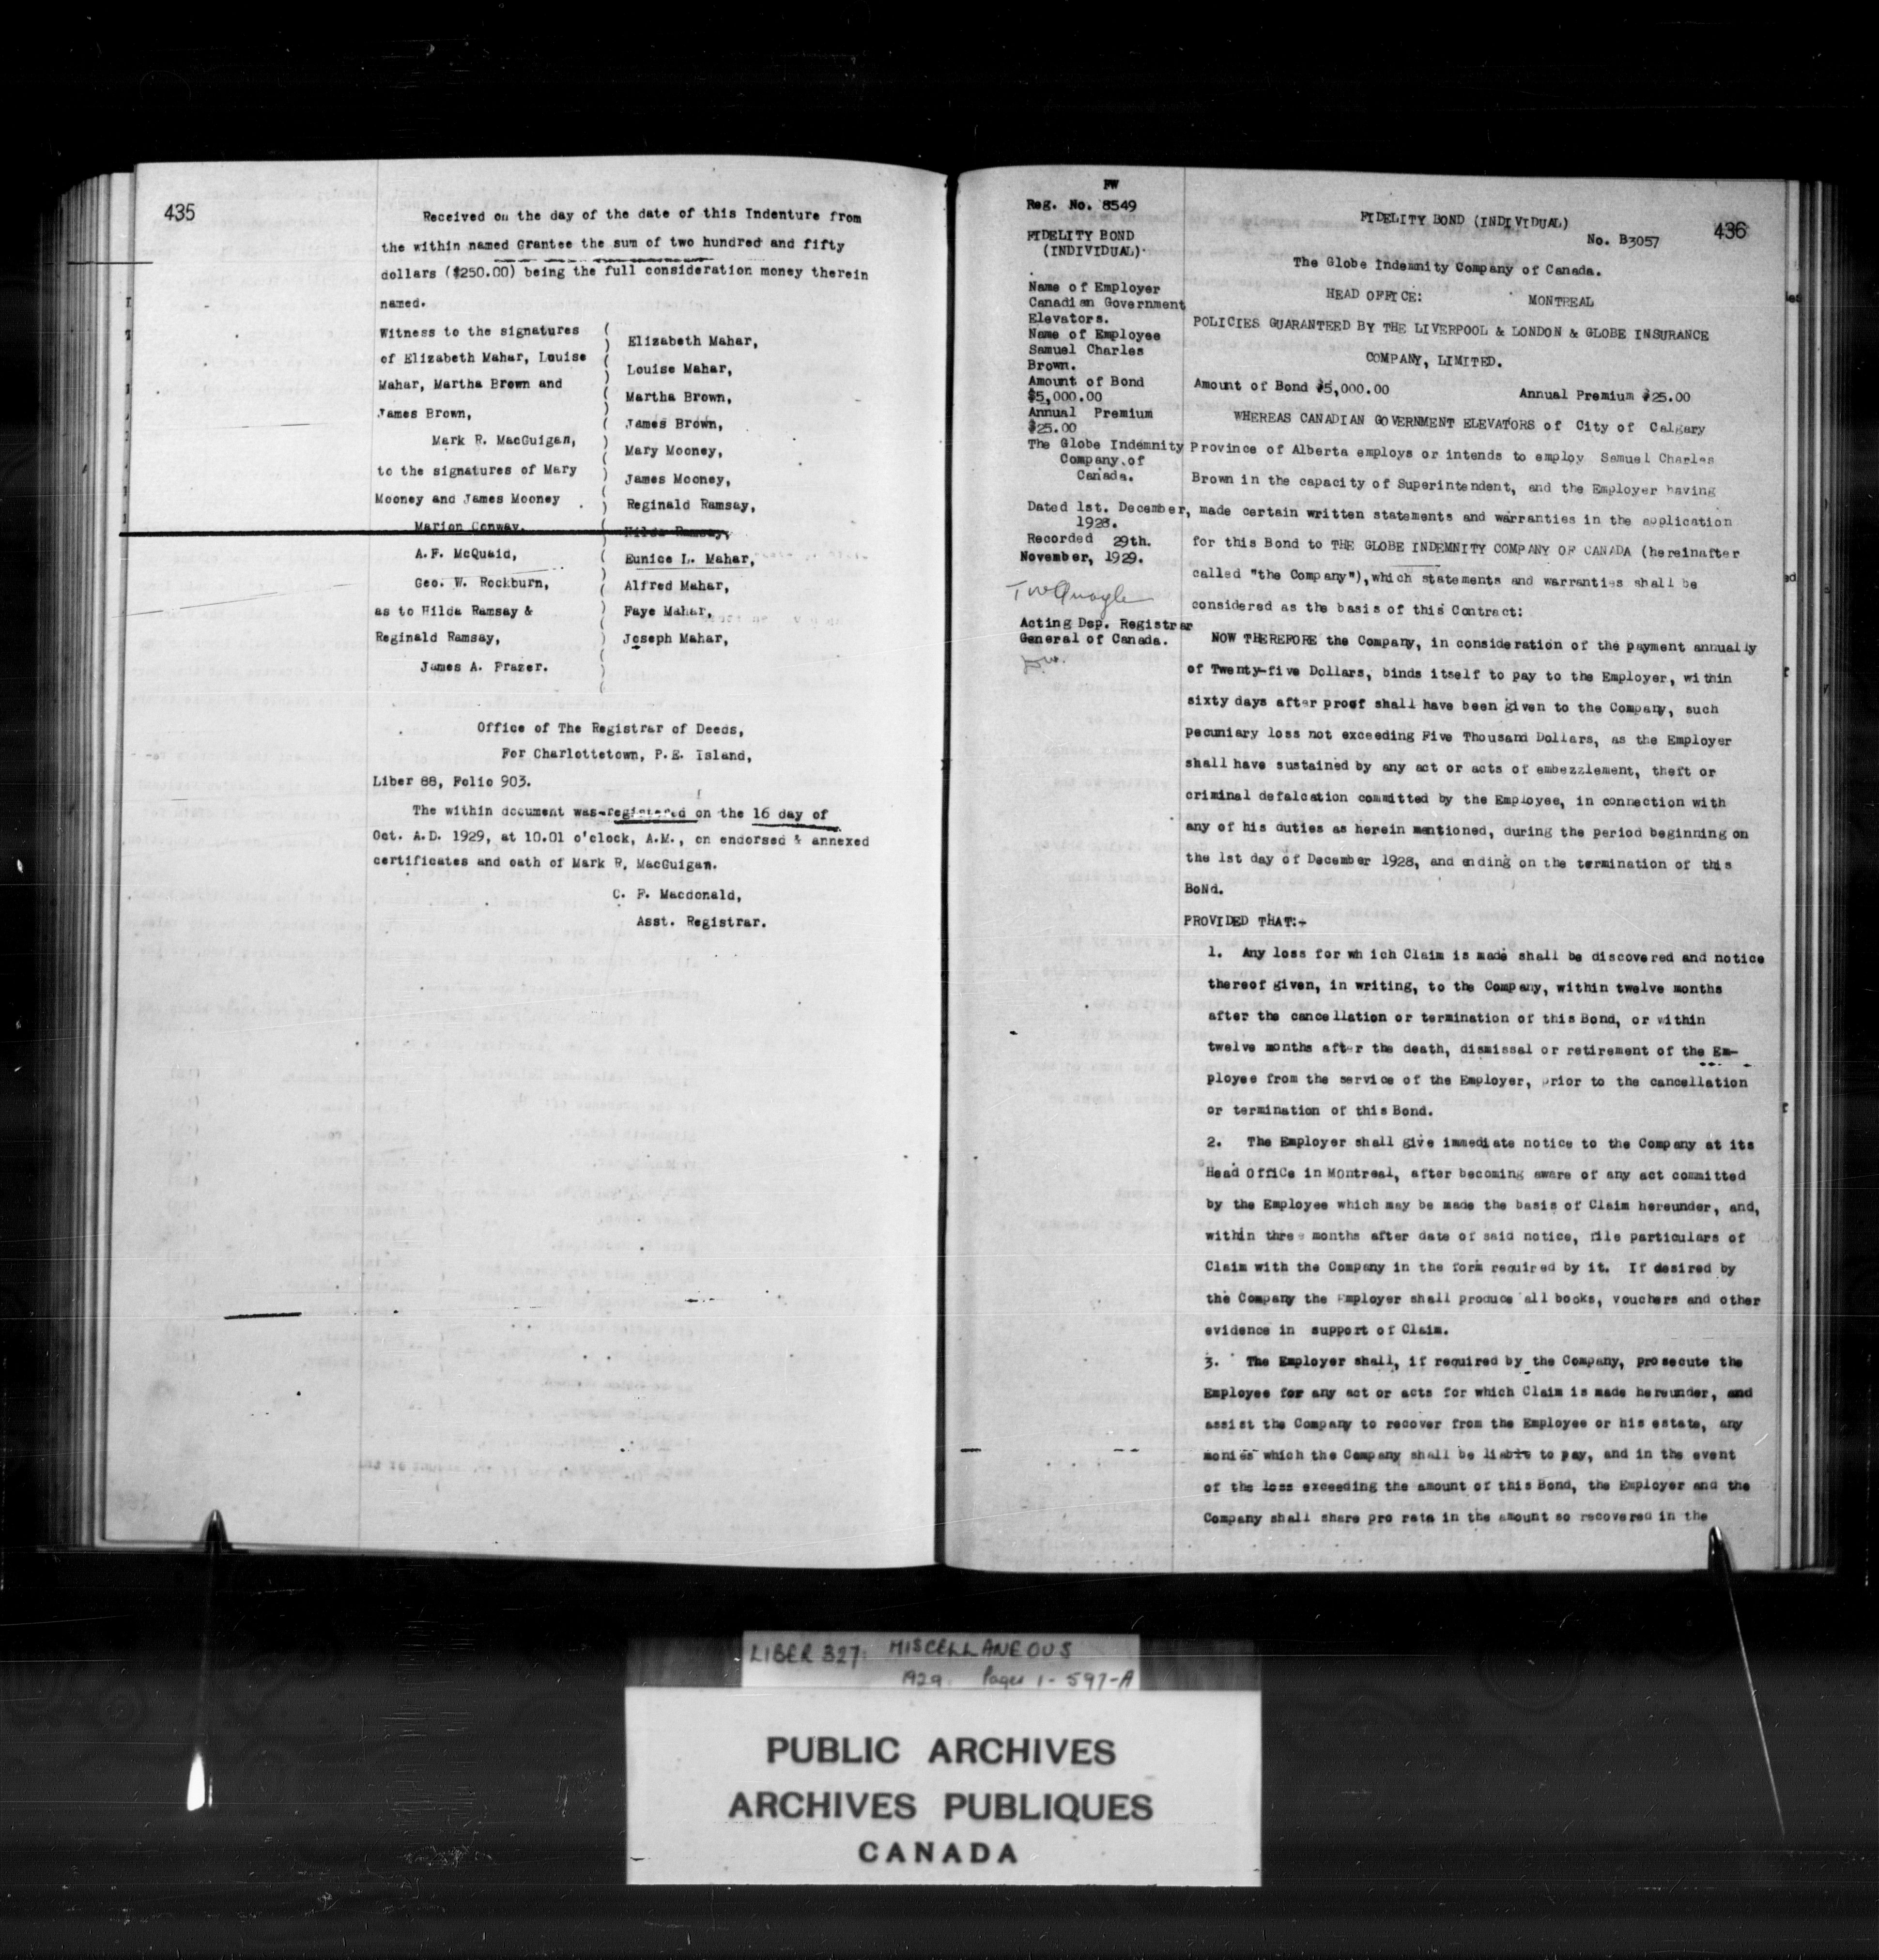 435
Received on the day of the date of this Indenture from
the within named Grantee the sum of two hundred and fifty
dollars ($250.00) being the full consideration money therein
named.
Witness to the signatures
of Elizabeth Mahar, Louise
Mahar, Martha Brown and
James Brown,
Mark R. MacGuigan,
to the signatures of Mary
Mooney and James Mooney
Marion Conway.
A.F. McQuaid,
Geo. W. Rockburn,
as to Hilda Ramsay &
Reginald Ramsay,
James A. Frazer.
Elizabeth Mahar,
Louise Mahar,
Martha Brown,
James Brown,
Mary Mooney,
James Mooney,
Reginald Ramsay,
Hilda Ramsay,
Eunice L. Mahar,
Alfred Mahar,
Faye Mahar,
Joseph Mahar,
Office of The Registrar of Deeds,
For Charlottetown, P.E. Island,
Liber 88, Folio 903.
The within document was registered on the 16 day of
Oct. A.D. 1929, at 10.01 o'clock, A.M., on endorsed & annexed
certificates and oath of Mark R, MacGuigan.
C. F. Macdonald,
Asst. Registrar.
FW
Reg. No. 8549
FIDELITY BOND
(INDIVIDUAL).
Name of Employer
Canadian Government
Elevators.
Name of Employee
Samuel Charles
Brown.
Amount of Bond
$5,000.00
Annual Premium
$25.00
The Globe Indemnity
Company of
Canada.
Dated 1st. December,
1928.
Recorded 29th.
November, 1929.
Acting Dep. Registrar
General of Canada.
436
FIDELITY BOND (INDIVIDUAL)
No. B3057
The Globe Indemnity Company of Canada.
HEAD OFFICE: MONTREAL
POLICIES GUARANTEED BY THE LIVERPOOL & LONDON & GLOBE INSURANCE
COMPANY, LIMITED.
Amount of Bond $5,000.00 Annual Premium $25.00
WHEREAS CANADIAN GOVERNMENT ELEVATORS of City of Calgary
Province of Alberta employs or intends to employ Samuel Charles
Brown in the capacity of Superintendent, and the Employer having
made certain written statements and warranties in the application
for this Bond to THE GLOBE INDEMNITY COMPANY OF CANADA (hereinafter
called "the Company"),which statements and warranties shall be
considered as the basis of this Contract:
NOW THEREFORE the Company, in consideration of the payment annually
of Twenty-five Dollars, binds itself to pay to the Employer, within
sixty days after proof shall have been given to the Company, such
pecuniary loss not exceeding Five Thousand Dollars, as the Employer
shall have sustained by any act or acts of embezzlement, theft or
criminal defalcation committed by the Employee, in connection with
any of his duties as herein mentioned, during the period beginning on
the 1st day of December 1928, and ending on the termination of this
BoNd.
PROVIDED THAT:-
1. Any loss for which Claim is made shall be discovered and notice
thereof given, in writing, to the Company, within twelve months
after the cancellation or termination of this Bond, or within
twelve months after the death, dismissal or retirement of the Em-
ployee from the service of the Employer, prior to the cancellation
or termination of this Bond.
2. The Employer shall give immediate notice to the Company at its
Head Office in Montreal, after becoming aware of any act committed
by the Employee which may be made the basis of Claim hereunder, and,
within three months after date of said notice, file particulars of
Claim with the Company in the form required by it. If desired by
the Company the Employer shall produce all books, vouchers and other
evidence in support of Claim.
3. The Employer shall, if required by the Company, prosecute the
Employee for any act or acts for which Claim is made hereunder, and
assist the Company to recover from the Employee or his estate, any
monies which the Company shall be liable to pay, and in the event
of the loss exceeding the amount of this Bond, the Employer and the
Company shall share pro rata in the amount so recovered in the
LIBER 327: MISCELLANEOUS
1929 Pages 1-597-A
PUBLIC ARCHIVES
ARCHIVES PUBLIQUES
CANADA